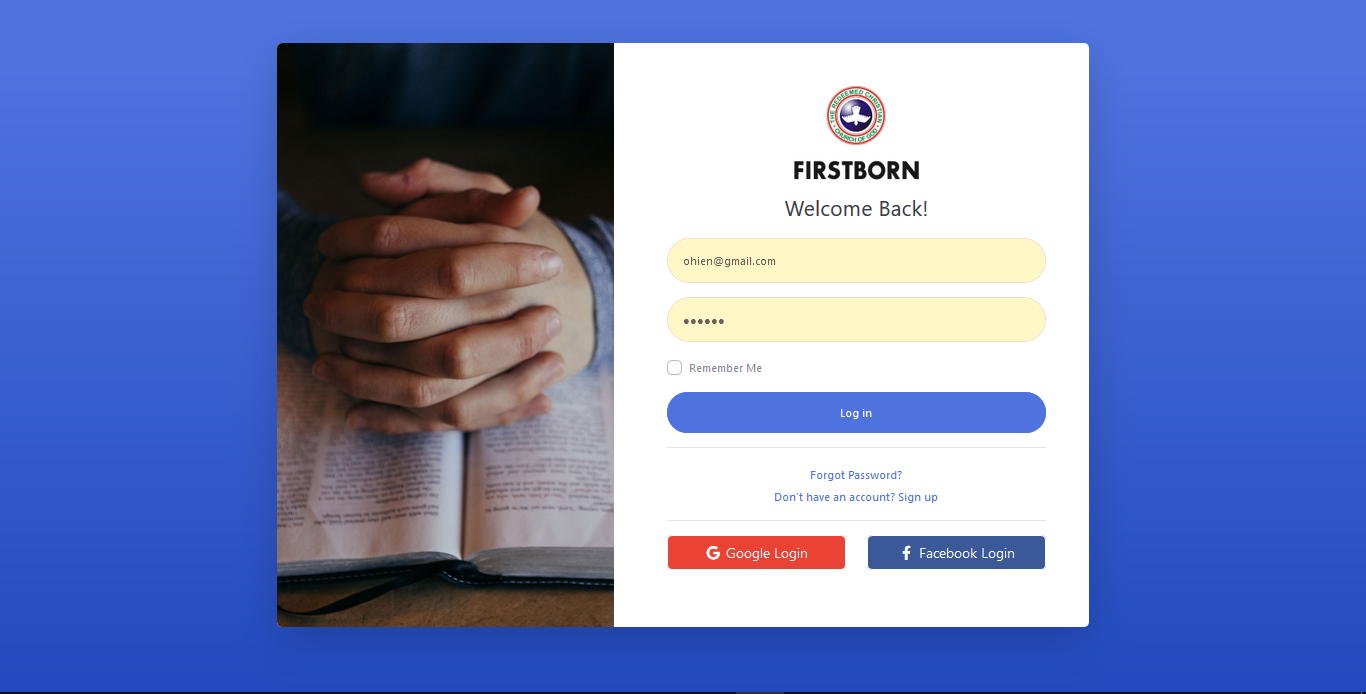 THE REDEEMED CHRISTIAN
CHURCH OF GOD
FIRSTBORN
Welcome Back!
ohien@gmail.com
••••••
Remember Me
Log in
Forgot Password?
Don't have an account? Sign up
Google Login
Facebook Login